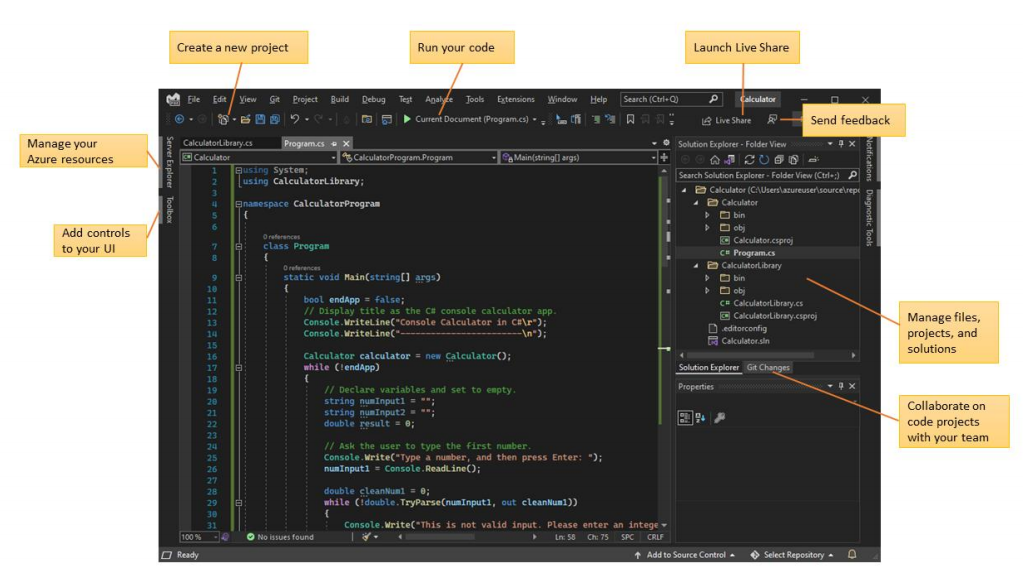 Create a new project
Run your code
Launch Live Share
File Edit View Git Project Build Debug Test Analyze Tools Extensions Window Help Search (Ctrl+Q) Calculator
Current Document (Program.cs)
Live Share
Send feedback
Manage your
Azure resources
Add controls
to your UI
Server Explorer
Toolbox
CalculatorLibrary.cs Program.cs
Calculator CalculatorProgram.Program Main(string[] args)
1 using System;
2 using CalculatorLibrary;
3
4 namespace CalculatorProgram
5 {
6
0 references
7 class Program
8 {
0 references
9 static void Main(string[] args)
10 {
11 bool endApp = false;
12 // Display title as the C# console calculator app.
13 Console.WriteLine("Console Calculator in C#\r");
14 Console.WriteLine("------------------------\n");
15
16 Calculator calculator = new Calculator();
17 while (!endApp)
18 {
19 // Declare variables and set to empty.
20 string numInput1 = "";
21 string numInput2 = "";
22 double result = 0;
23
24 // Ask the user to type the first number.
25 Console.Write("Type a number, and then press Enter: ");
26 numInput1 = Console.ReadLine();
27
28 double cleanNum1 = 0;
29 while (!double.TryParse(numInput1, out cleanNum1))
30 {
31 Console.Write("This is not valid input. Please enter an intege
100 % No issues found Ln: 58 Ch: 75 SPC CRLF
Solution Explorer - Folder View
Search Solution Explorer - Folder View (Ctrl+;)
Calculator (C:\Users\azureuser\source\repo
Calculator
bin
obj
Calculator.csproj
Program.cs
CalculatorLibrary
bin
obj
CalculatorLibrary.cs
CalculatorLibrary.csproj
.editorconfig
Calculator.sln
Solution Explorer Git Changes
Properties
Notifications
Diagnostic Tools
Manage files,
projects, and
solutions
Collaborate on
code projects
with your team
Ready Add to Source Control Select Repository